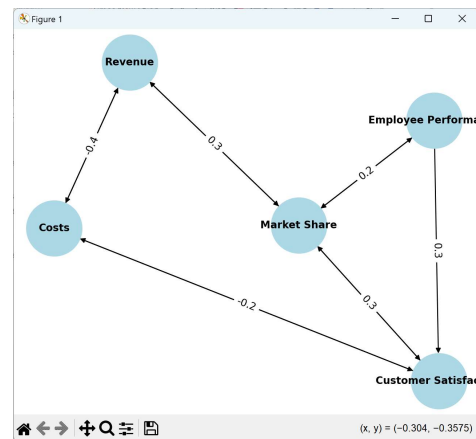 Figure 1
Revenue
Employee Performa
-0.4
0.3
0.2
Costs
Market Share
0.3
-0.2
0.3
Customer Satisfac
(x, y) = (−0.304, −0.3575)